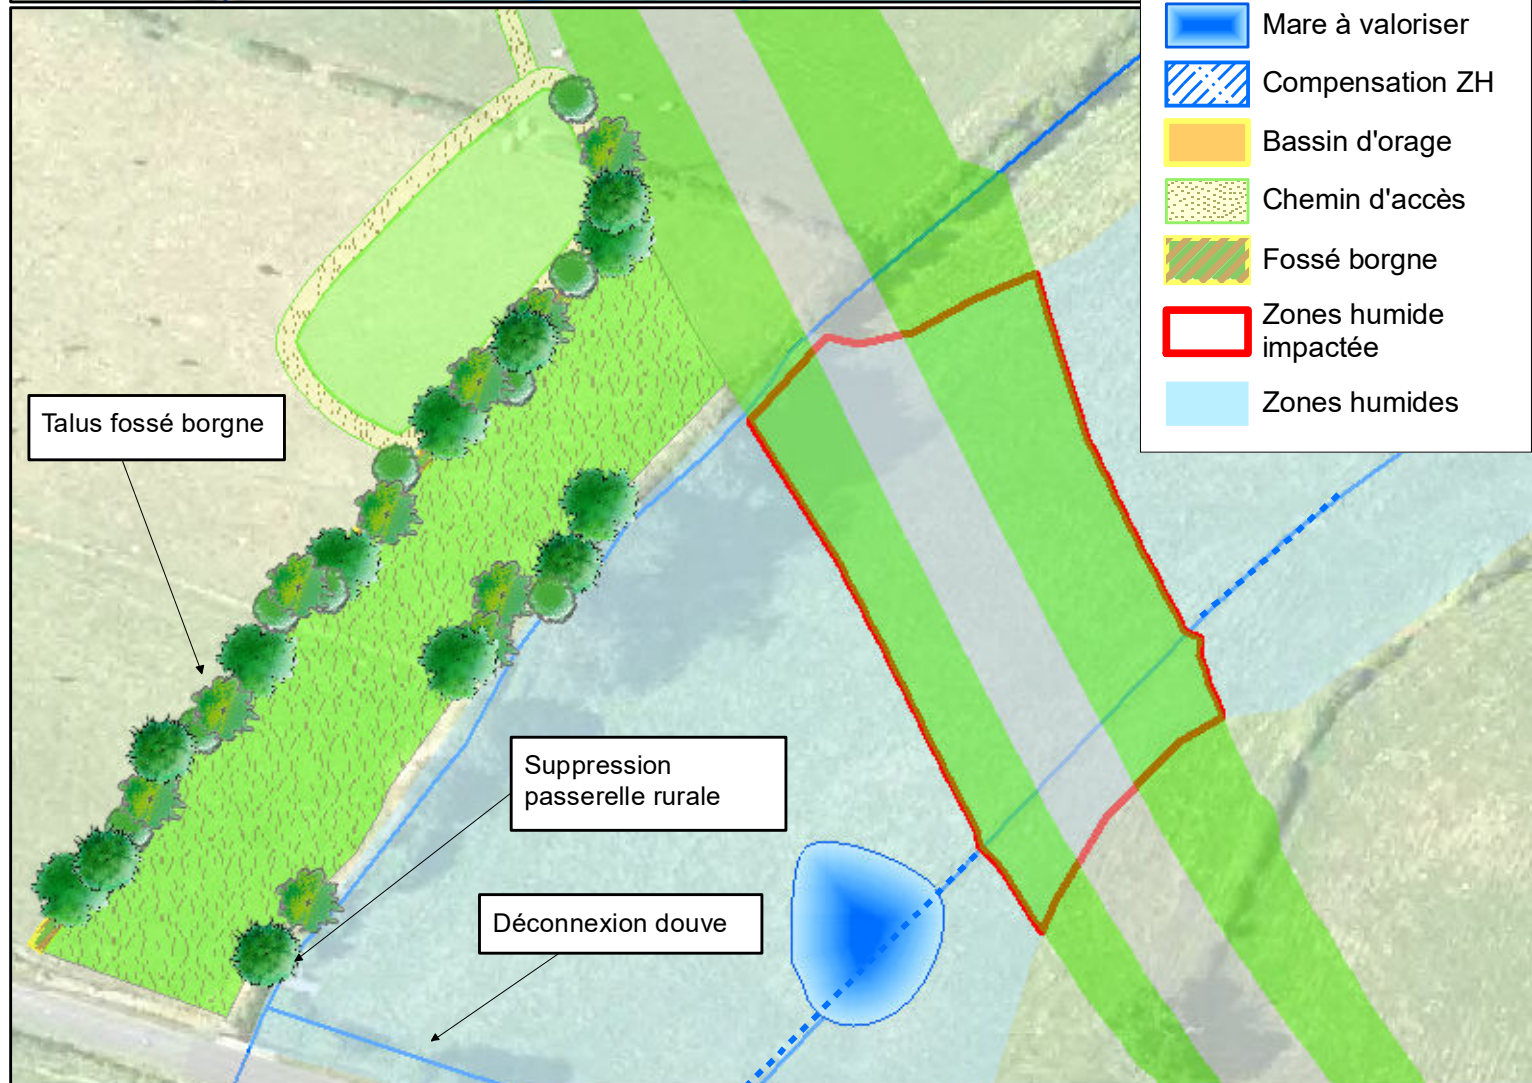 Mare à valoriser
Compensation ZH
Bassin d'orage
Chemin d'accès
Fossé borgne
Zones humide
impactée
Zones humides
Talus fossé borgne
Suppression
passerelle rurale
Déconnexion douve